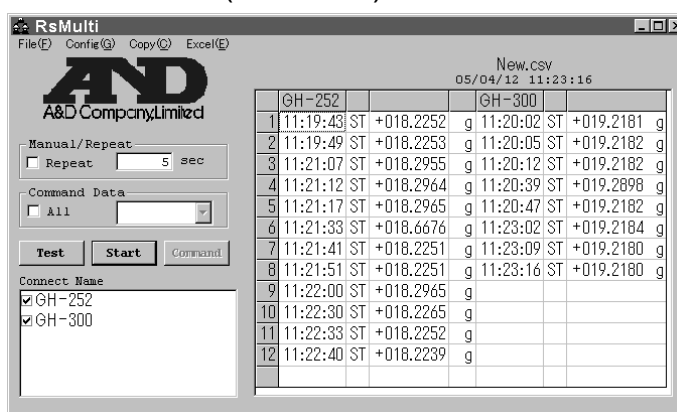 RsMulti
File(F) Config(G) Copy(C) Excel(E)
A&D Company,Limited
Manual/Repeat
Repeat 5 sec
Command Data
All
Test Start Command
Connect Name
GH-252
GH-300
New.csv
05/04/12 11:23:16
GH-252 GH-300
1 11:19:43 ST +018.2252 g 11:20:02 ST +019.2181 g
2 11:19:49 ST +018.2253 g 11:20:05 ST +019.2182 g
3 11:21:07 ST +018.2955 g 11:20:12 ST +019.2182 g
4 11:21:12 ST +018.2964 g 11:20:39 ST +019.2898 g
5 11:21:17 ST +018.2965 g 11:20:47 ST +019.2182 g
6 11:21:33 ST +018.6676 g 11:23:02 ST +019.2184 g
7 11:21:41 ST +018.2251 g 11:23:09 ST +019.2180 g
8 11:21:51 ST +018.2251 g 11:23:16 ST +019.2180 g
9 11:22:00 ST +018.2965 g
10 11:22:30 ST +018.2265 g
11 11:22:33 ST +018.2252 g
12 11:22:40 ST +018.2239 g